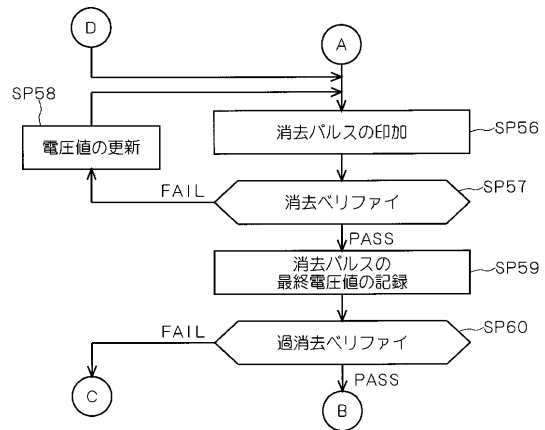 D
A
SP58
電圧値の更新
消去パルスの印加
SP56
FAIL
消去ベリファイ
SP57
PASS
消去パルスの
最終電圧値の記録
SP59
FAIL
過消去ベリファイ
SP60
PASS
C
B